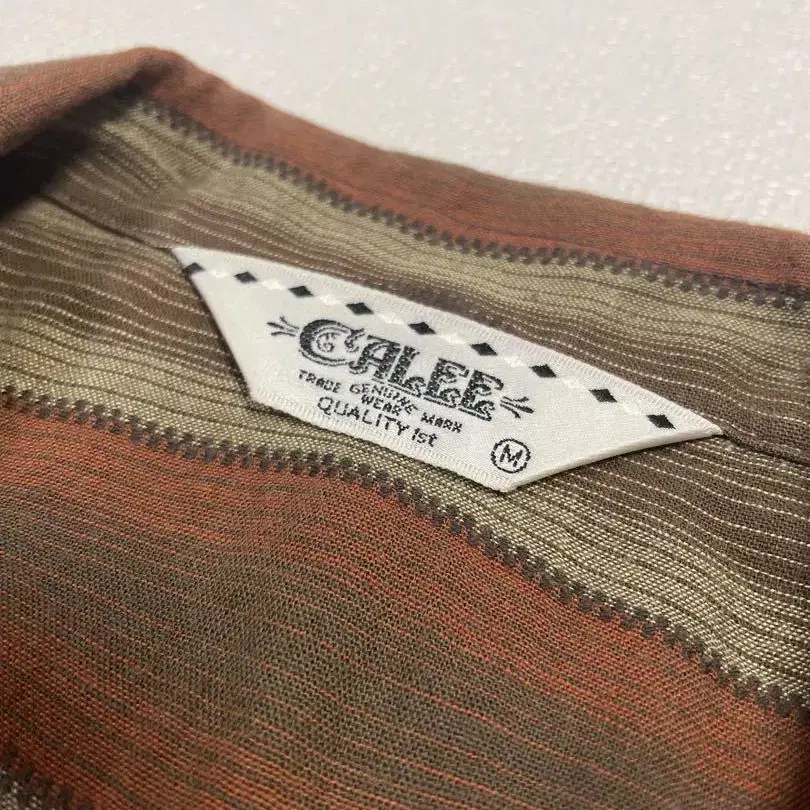 CALEE
TRADE GENUINE MARK
WEAR
QUALITY 1st
M